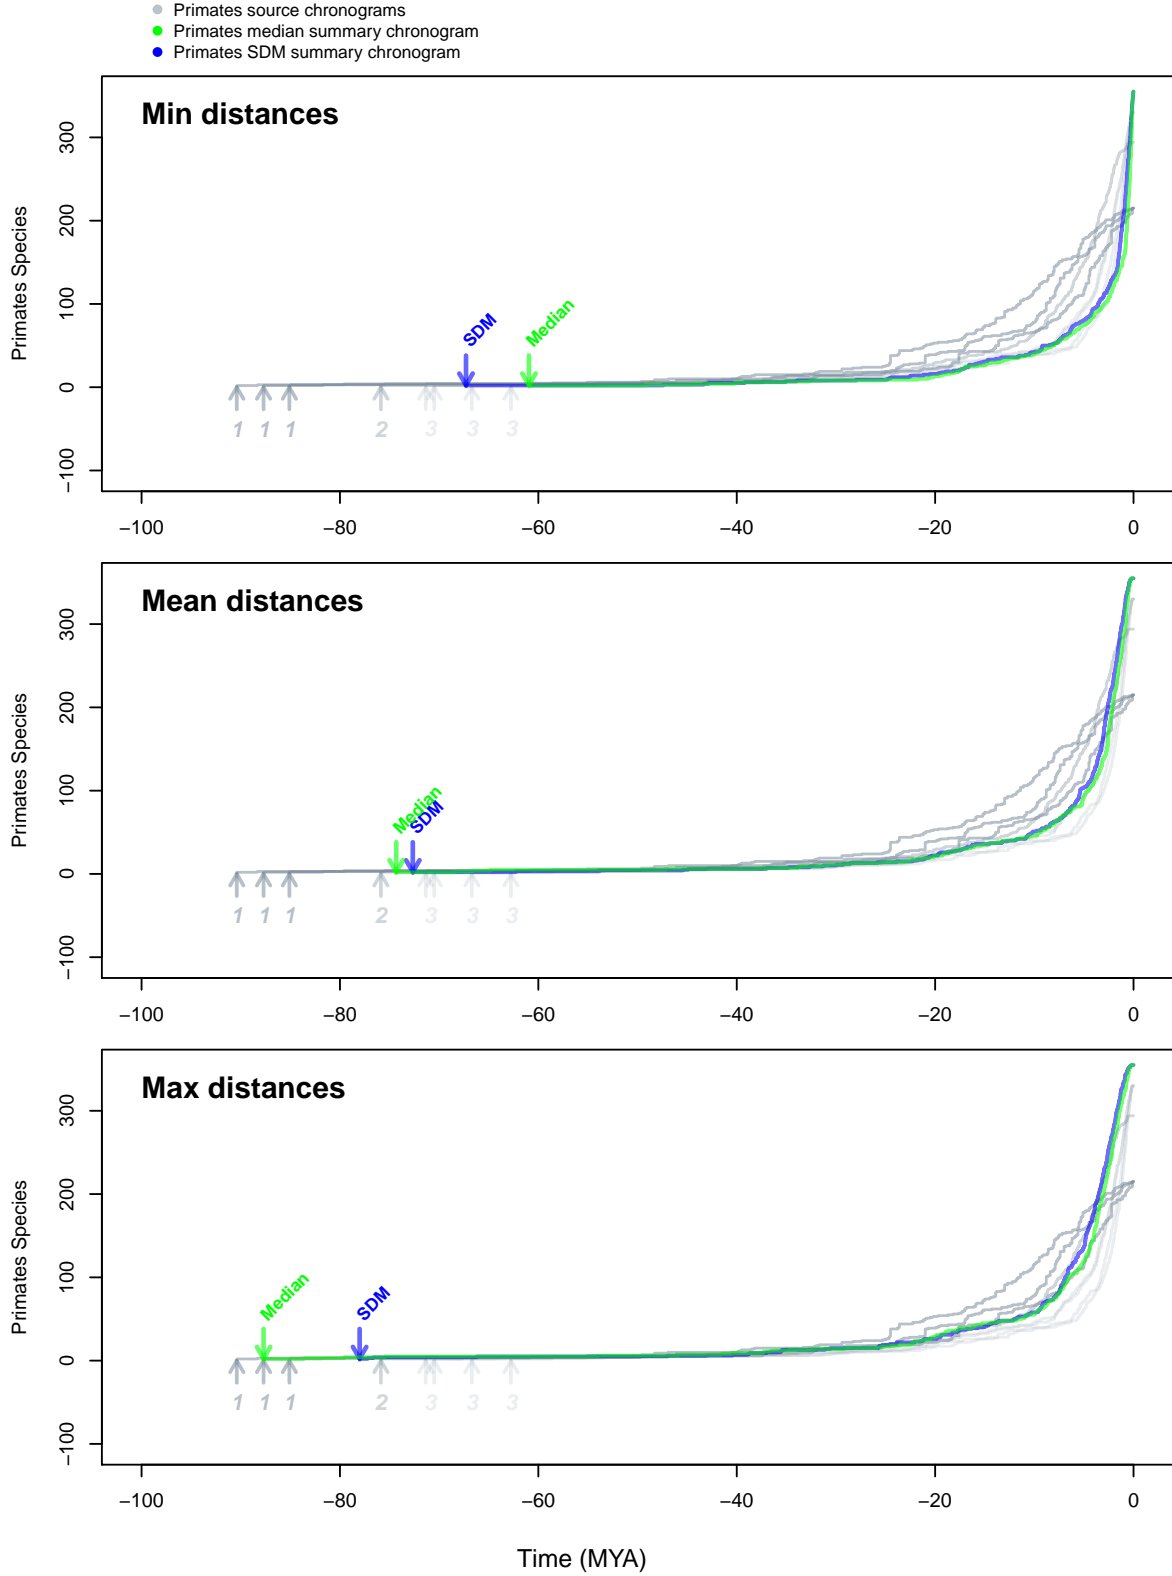 Primates source chronograms
Primates median summary chronogram
Primates SDM summary chronogram
Min distances
Primates Species
300
200
100
0
−100
SDM
Median
1 1 1 2 3 3 3
−100 −80 −60 −40 −20 0
Mean distances
Primates Species
300
200
100
0
−100
Median
SDM
1 1 1 2 3 3 3
−100 −80 −60 −40 −20 0
Max distances
Primates Species
300
200
100
0
−100
Median
SDM
1 1 1 2 3 3 3
−100 −80 −60 −40 −20 0
Time (MYA)